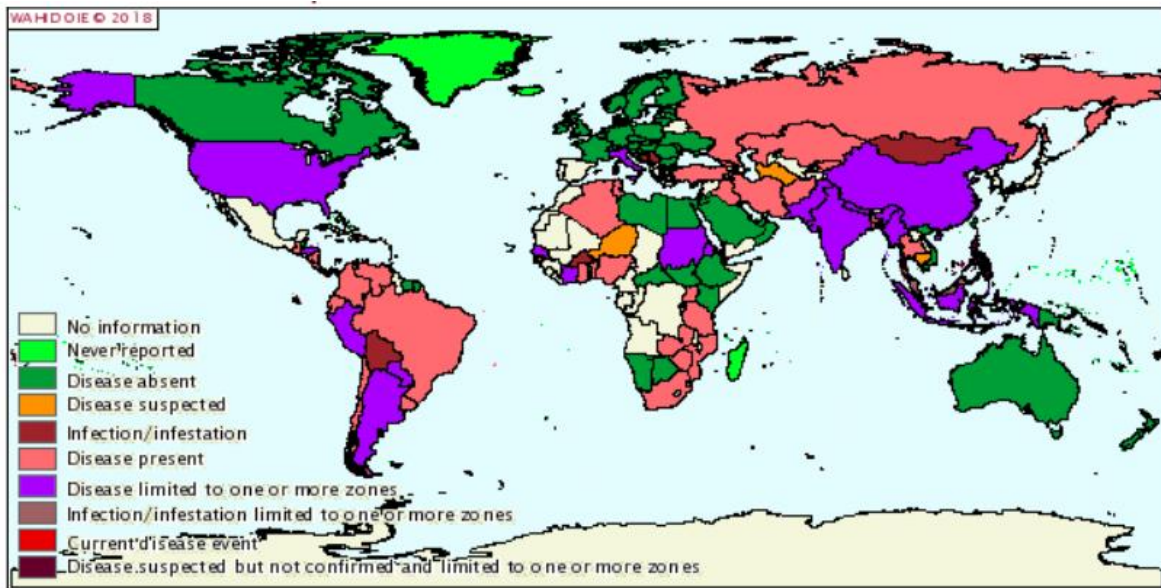 WAHIDOIE © 2018
No information
Never reported
Disease absent
Disease suspected
Infection/infestation
Disease present
Disease limited to one or more zones
Infection/infestation limited to one or more zones
Current disease event
Disease suspected but not confirmed and limited to one or more zones